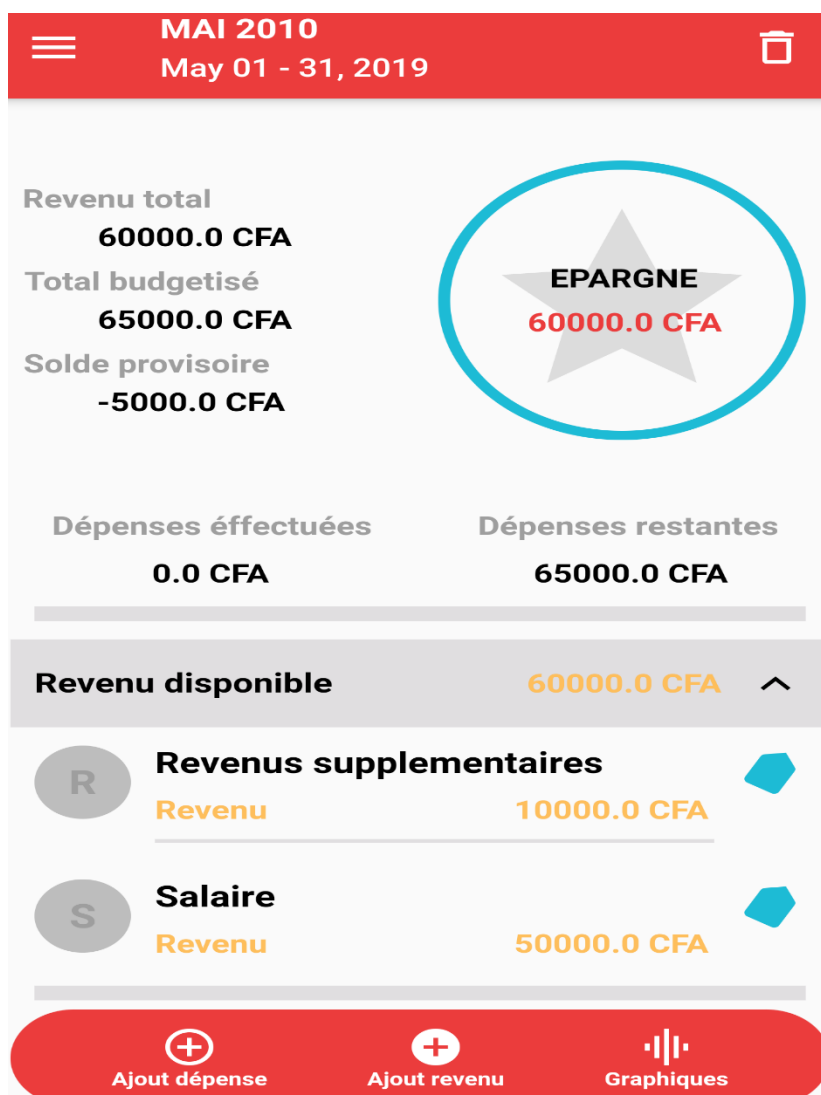 MAI 2010
May 01 - 31, 2019
Revenu total
60000.0 CFA
Total budgetisé
65000.0 CFA
Solde provisoire
-5000.0 CFA
EPARGNE
60000.0 CFA
Dépenses éffectuées
0.0 CFA
Dépenses restantes
65000.0 CFA
Revenu disponible 60000.0 CFA
R
Revenus supplementaires
Revenu 10000.0 CFA
S
Salaire
Revenu 50000.0 CFA
Ajout dépense
Ajout revenu
Graphiques